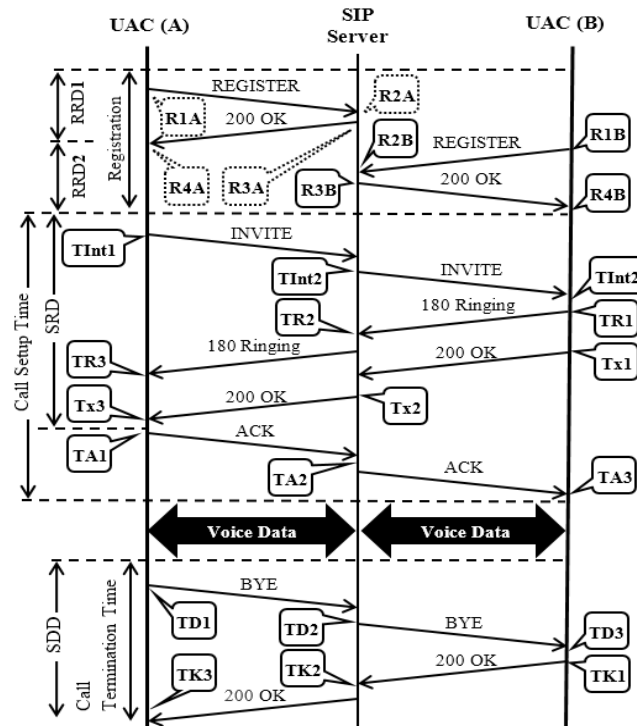 UAC (A)
SIP
Server
UAC (B)
RRD1
RRD2
Registration
REGISTER
R1A
R2A
200 OK
R4A
R3A
R2B
REGISTER
R1B
R3B
200 OK
R4B
Call Setup Time
SRD
TInt1
INVITE
TInt2
INVITE
TInt2
180 Ringing
TR1
TR2
180 Ringing
TR3
200 OK
Tx1
Tx3
200 OK
Tx2
TA1
ACK
TA2
ACK
TA3
Voice Data
Voice Data
SDD
Call
Termination Time
BYE
TD1
TD2
BYE
TD3
TK3
TK2
200 OK
TK1
200 OK